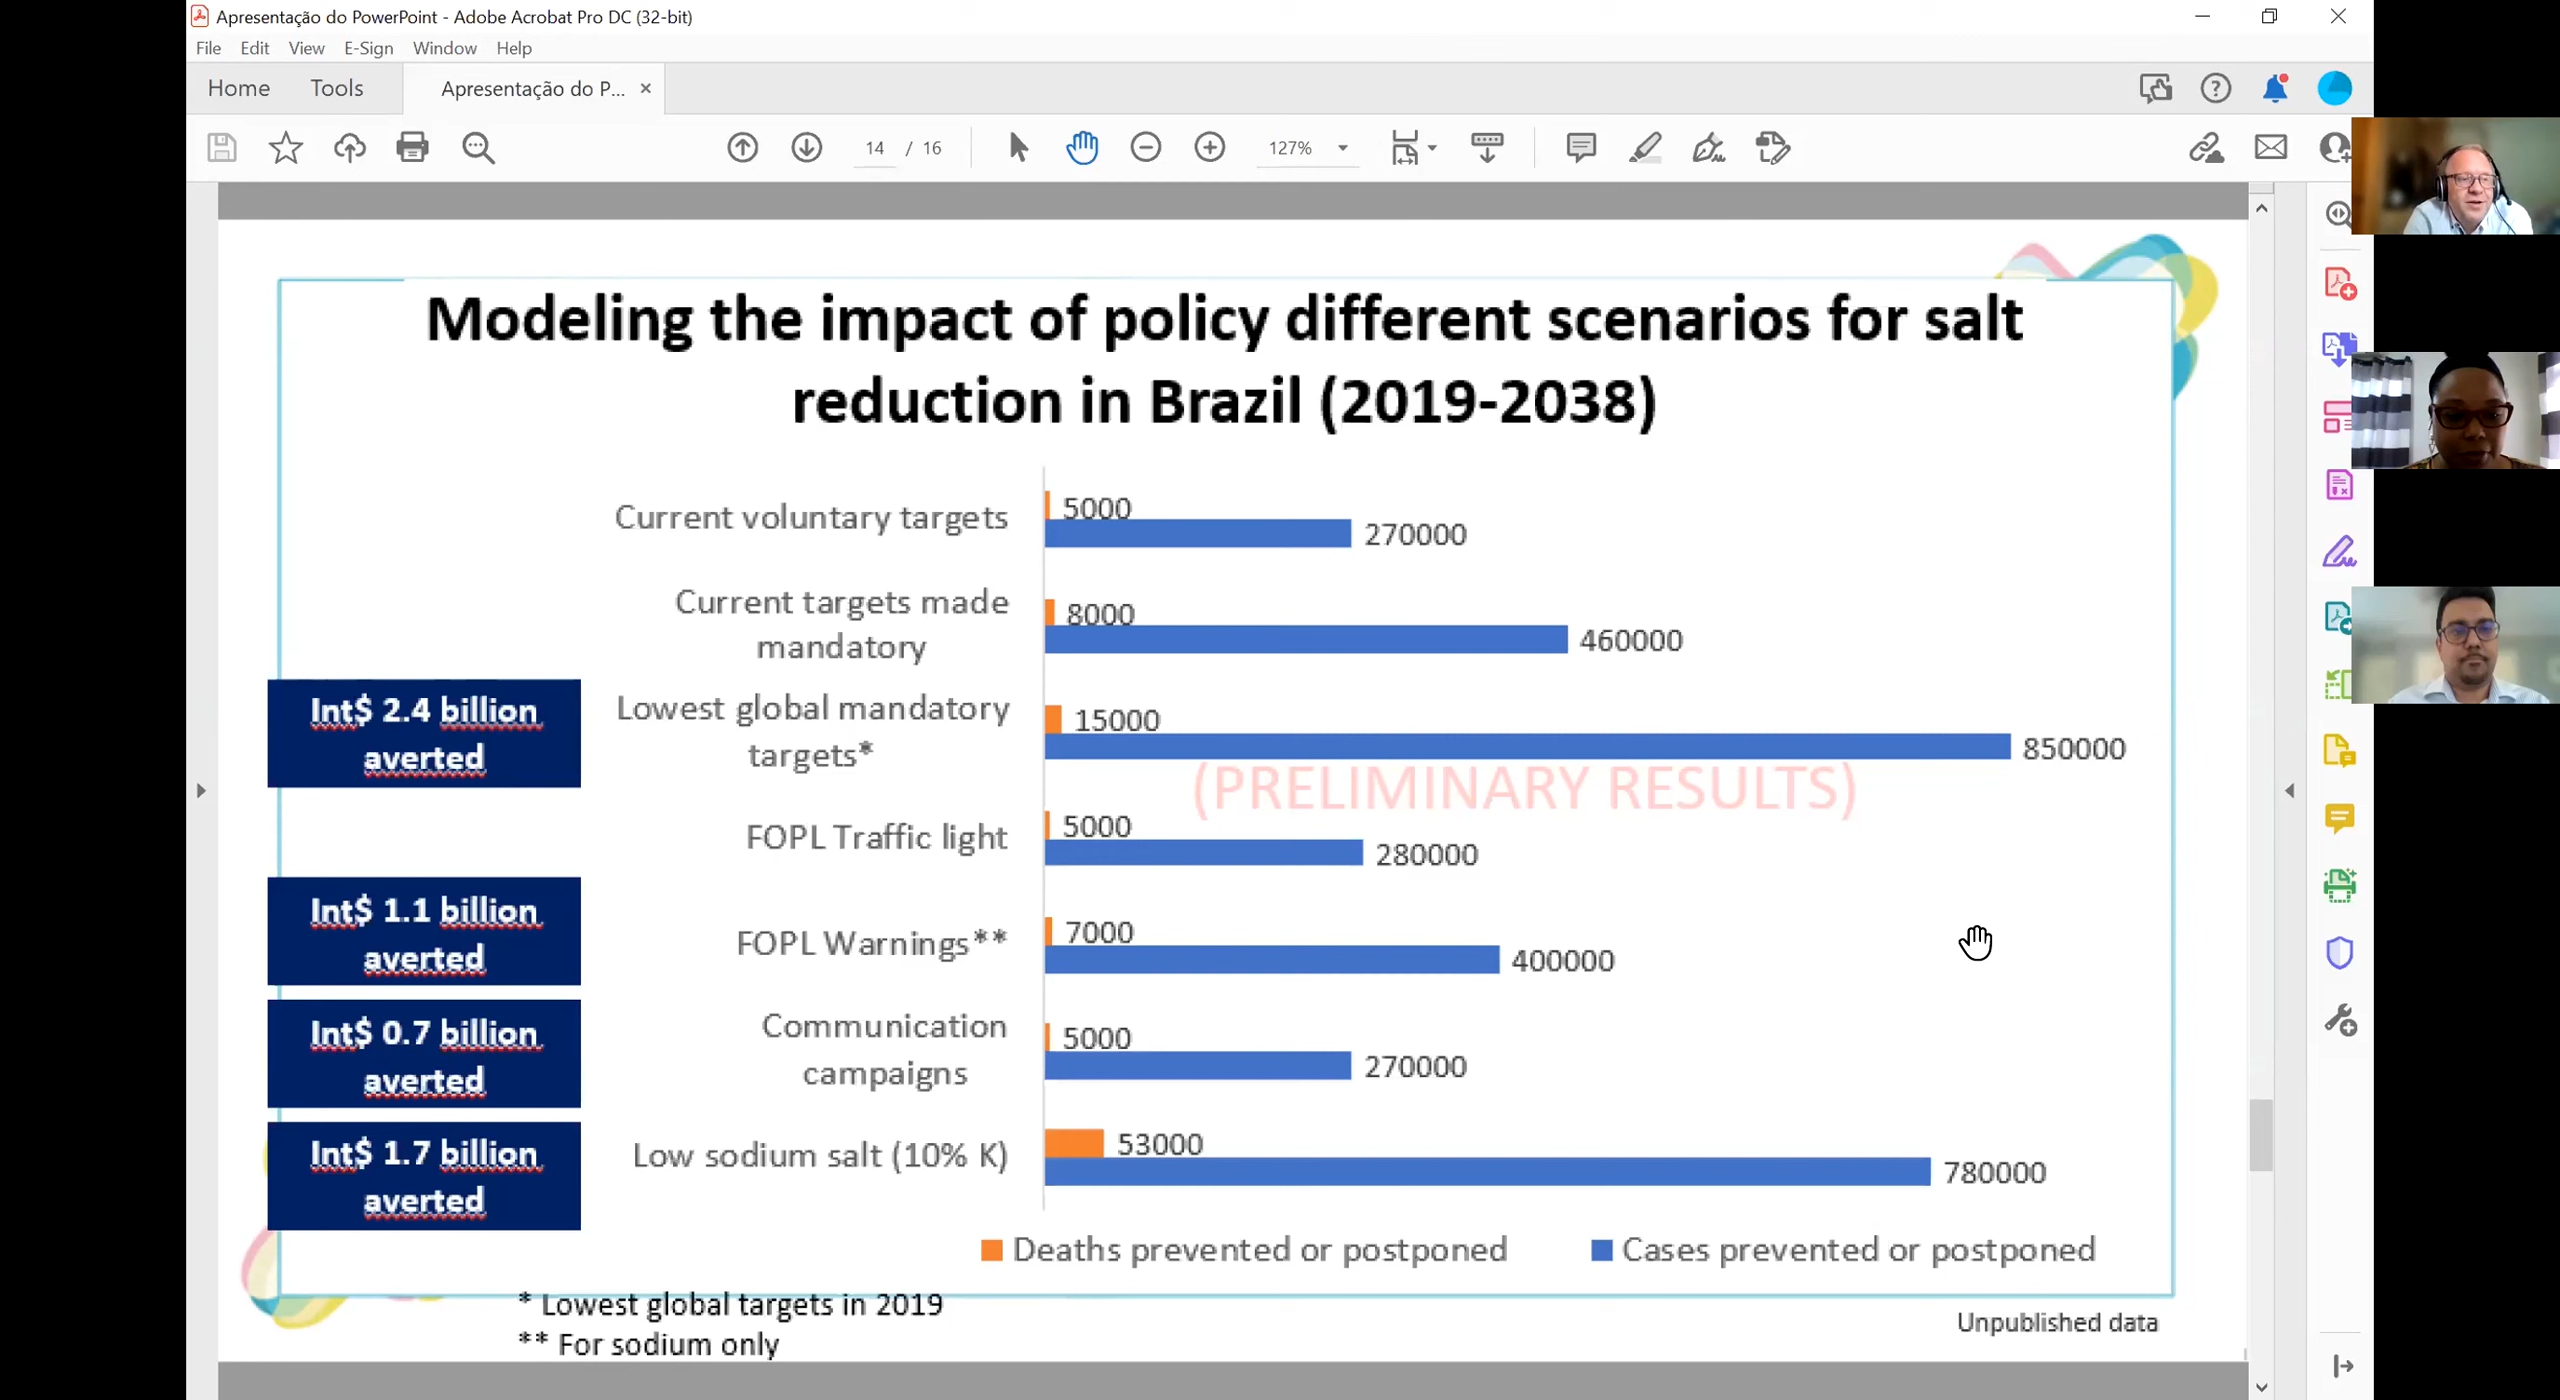 Apresentação do PowerPoint - Adobe Acrobat Pro DC (32-bit)
File Edit View E-Sign Window Help
Home Tools Apresentação do P... ×
14 / 16 127%
Modeling the impact of policy different scenarios for salt
reduction in Brazil (2019-2038)
Current voluntary targets
5000
270000
Current targets made
mandatory
8000
460000
Int$ 2.4 billion
averted
Lowest global mandatory
targets*
15000
850000
(PRELIMINARY RESULTS)
FOPL Traffic light
5000
280000
Int$ 1.1 billion
averted
FOPL Warnings**
7000
400000
Int$ 0.7 billion
averted
Communication
campaigns
5000
270000
Int$ 1.7 billion
averted
Low sodium salt (10% K)
53000
780000
Deaths prevented or postponed
Cases prevented or postponed
* Lowest global targets in 2019
** For sodium only
Unpublished data